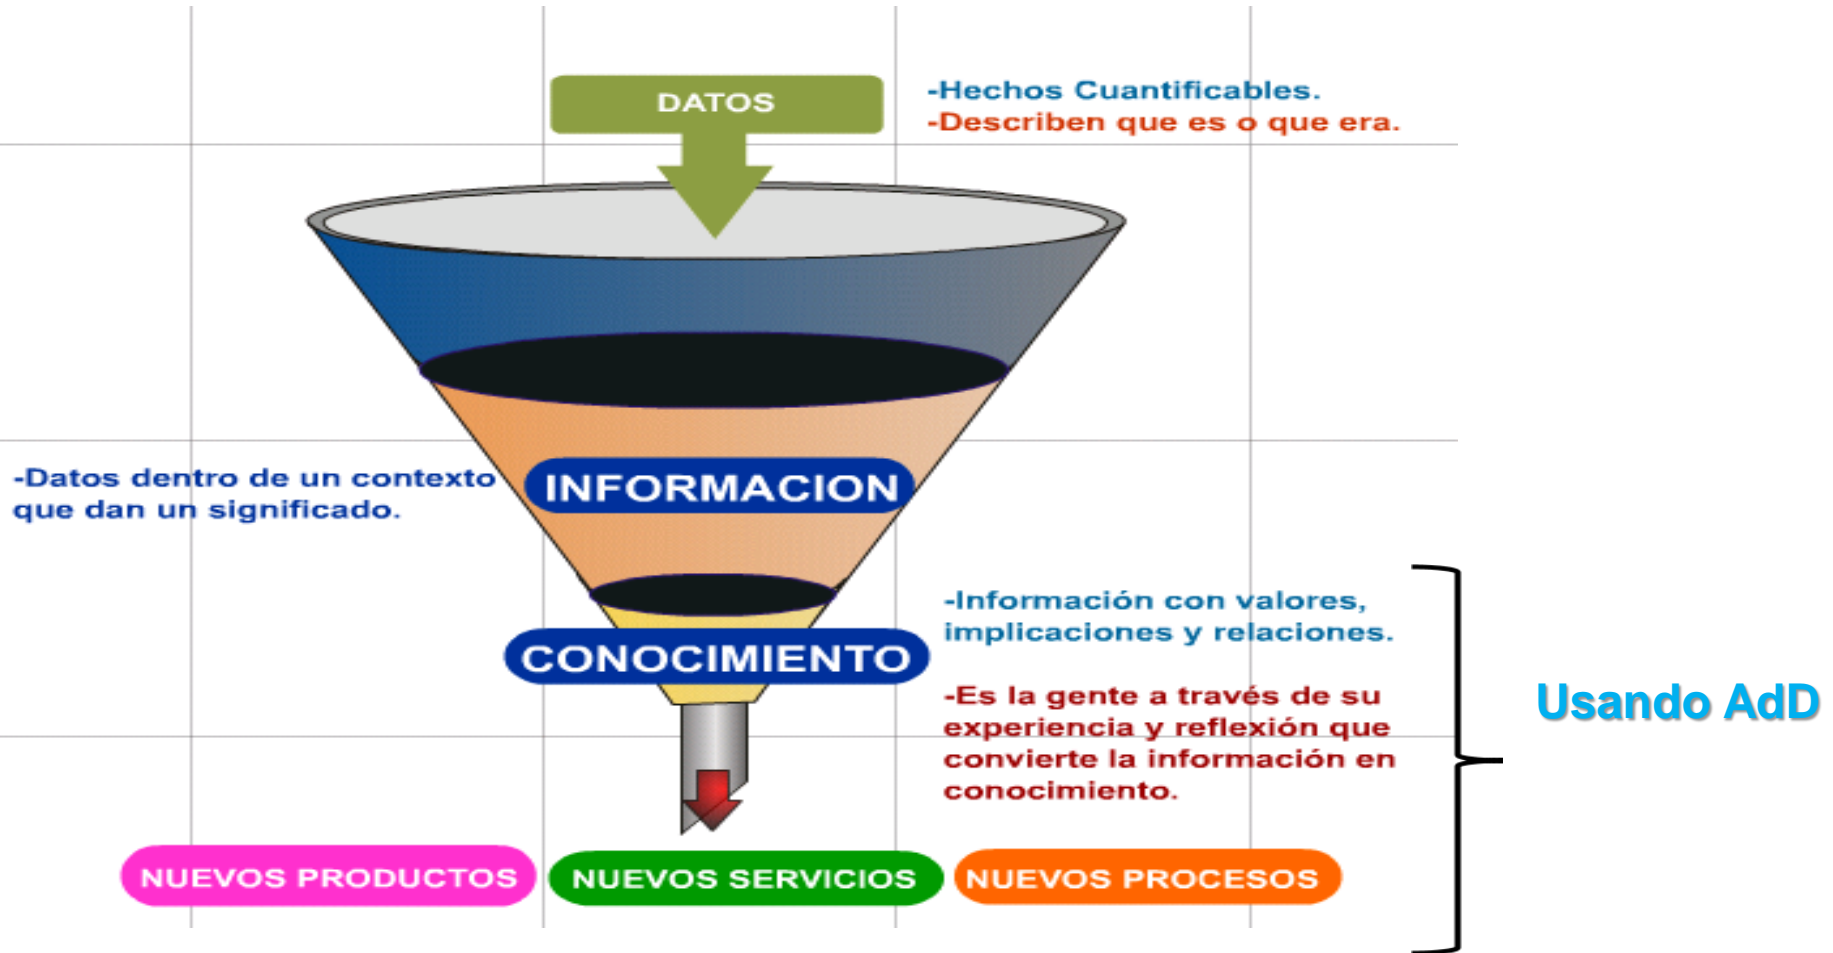 DATOS
-Hechos Cuantificables.
-Describen que es o que era.
-Datos dentro de un contexto
que dan un significado.
INFORMACION
CONOCIMIENTO
-Información con valores,
implicaciones y relaciones.
-Es la gente a través de su
experiencia y reflexión que
convierte la información en
conocimiento.
Usando AdD
NUEVOS PRODUCTOS
NUEVOS SERVICIOS
NUEVOS PROCESOS